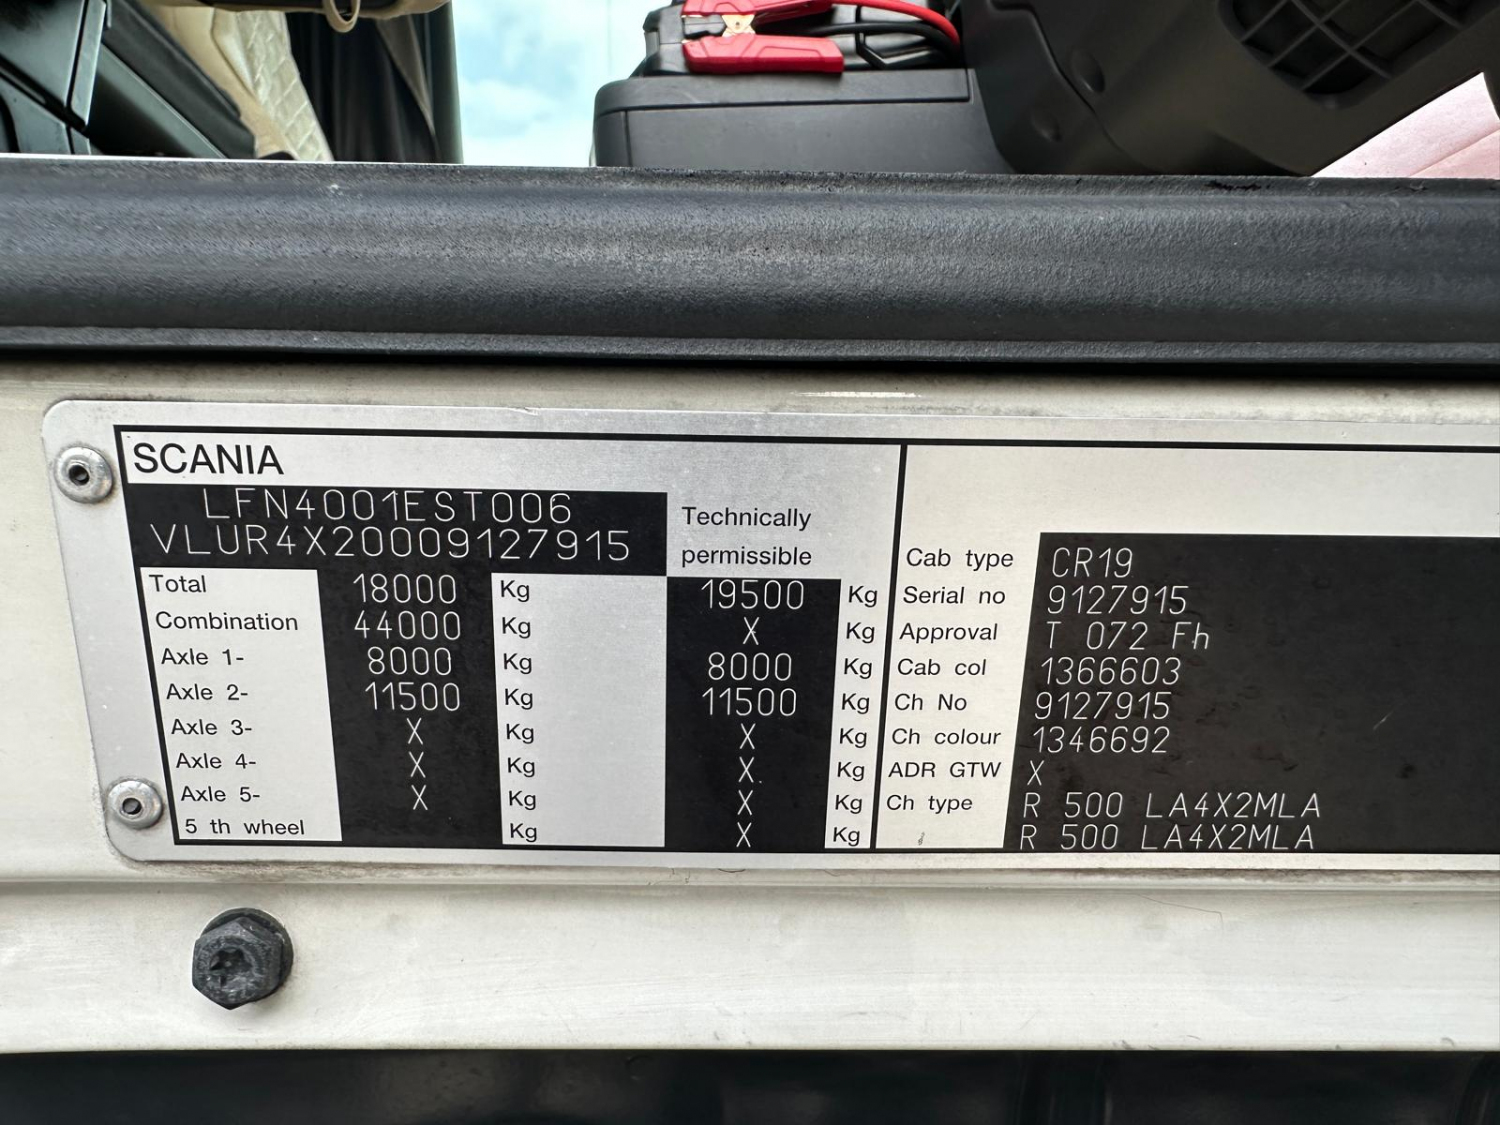 SCANIA
LFN4001EST006
VLUR4X20009127915
Technically
permissible
Total 18000 Kg 19500 Kg
Combination 44000 Kg X Kg
Axle 1- 8000 Kg 8000 Kg
Axle 2- 11500 Kg 11500 Kg
Axle 3- X Kg X Kg
Axle 4- X Kg X Kg
Axle 5- X Kg X Kg
5 th wheel Kg X Kg
Cab type CR19
Serial no 9127915
Approval T 072 Fh
Cab col 1366603
Ch No 9127915
Ch colour 1346692
ADR GTW X
Ch type R 500 LA4X2MLA
R 500 LA4X2MLA